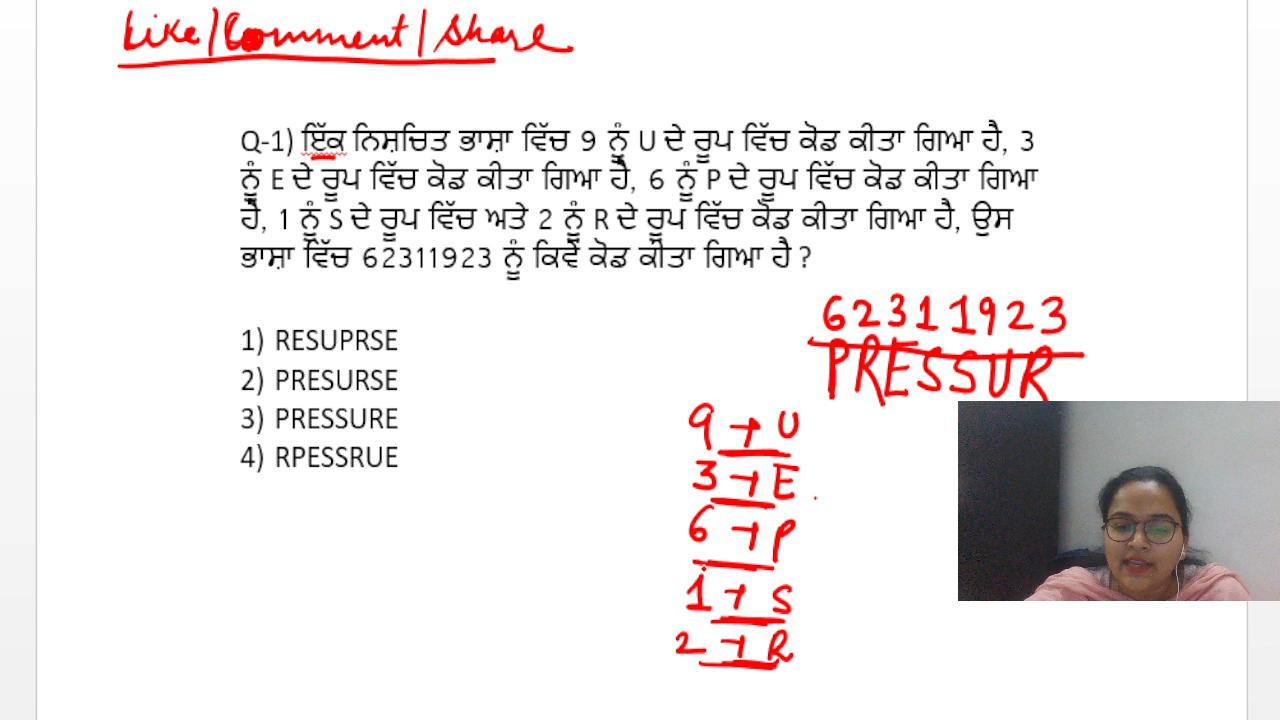 Like/Comment/Share
Q-1) ਇੱਕ ਨਿਸ਼ਚਿਤ ਭਾਸ਼ਾ ਵਿੱਚ 9 ਨੂੰ U ਦੇ ਰੂਪ ਵਿੱਚ ਕੋਡ ਕੀਤਾ ਗਿਆ ਹੈ, 3
ਨੂੰ E ਦੇ ਰੂਪ ਵਿੱਚ ਕੋਡ ਕੀਤਾ ਗਿਆ ਹੈ, 6 ਨੂੰ P ਦੇ ਰੂਪ ਵਿੱਚ ਕੋਡ ਕੀਤਾ ਗਿਆ
ਹੈ, 1 ਨੂੰ S ਦੇ ਰੂਪ ਵਿੱਚ ਅਤੇ 2 ਨੂੰ R ਦੇ ਰੂਪ ਵਿੱਚ ਕੋਡ ਕੀਤਾ ਗਿਆ ਹੈ, ਉਸ
ਭਾਸ਼ਾ ਵਿੱਚ 62311923 ਨੂੰ ਕਿਵੇਂ ਕੋਡ ਕੀਤਾ ਗਿਆ ਹੈ ?
1) RESUPRSE
2) PRESURSE
3) PRESSURE
4) RPESSRUE
62311923
PRESSUR
9 → U
3 → E
6 → P
1 → S
2 → R